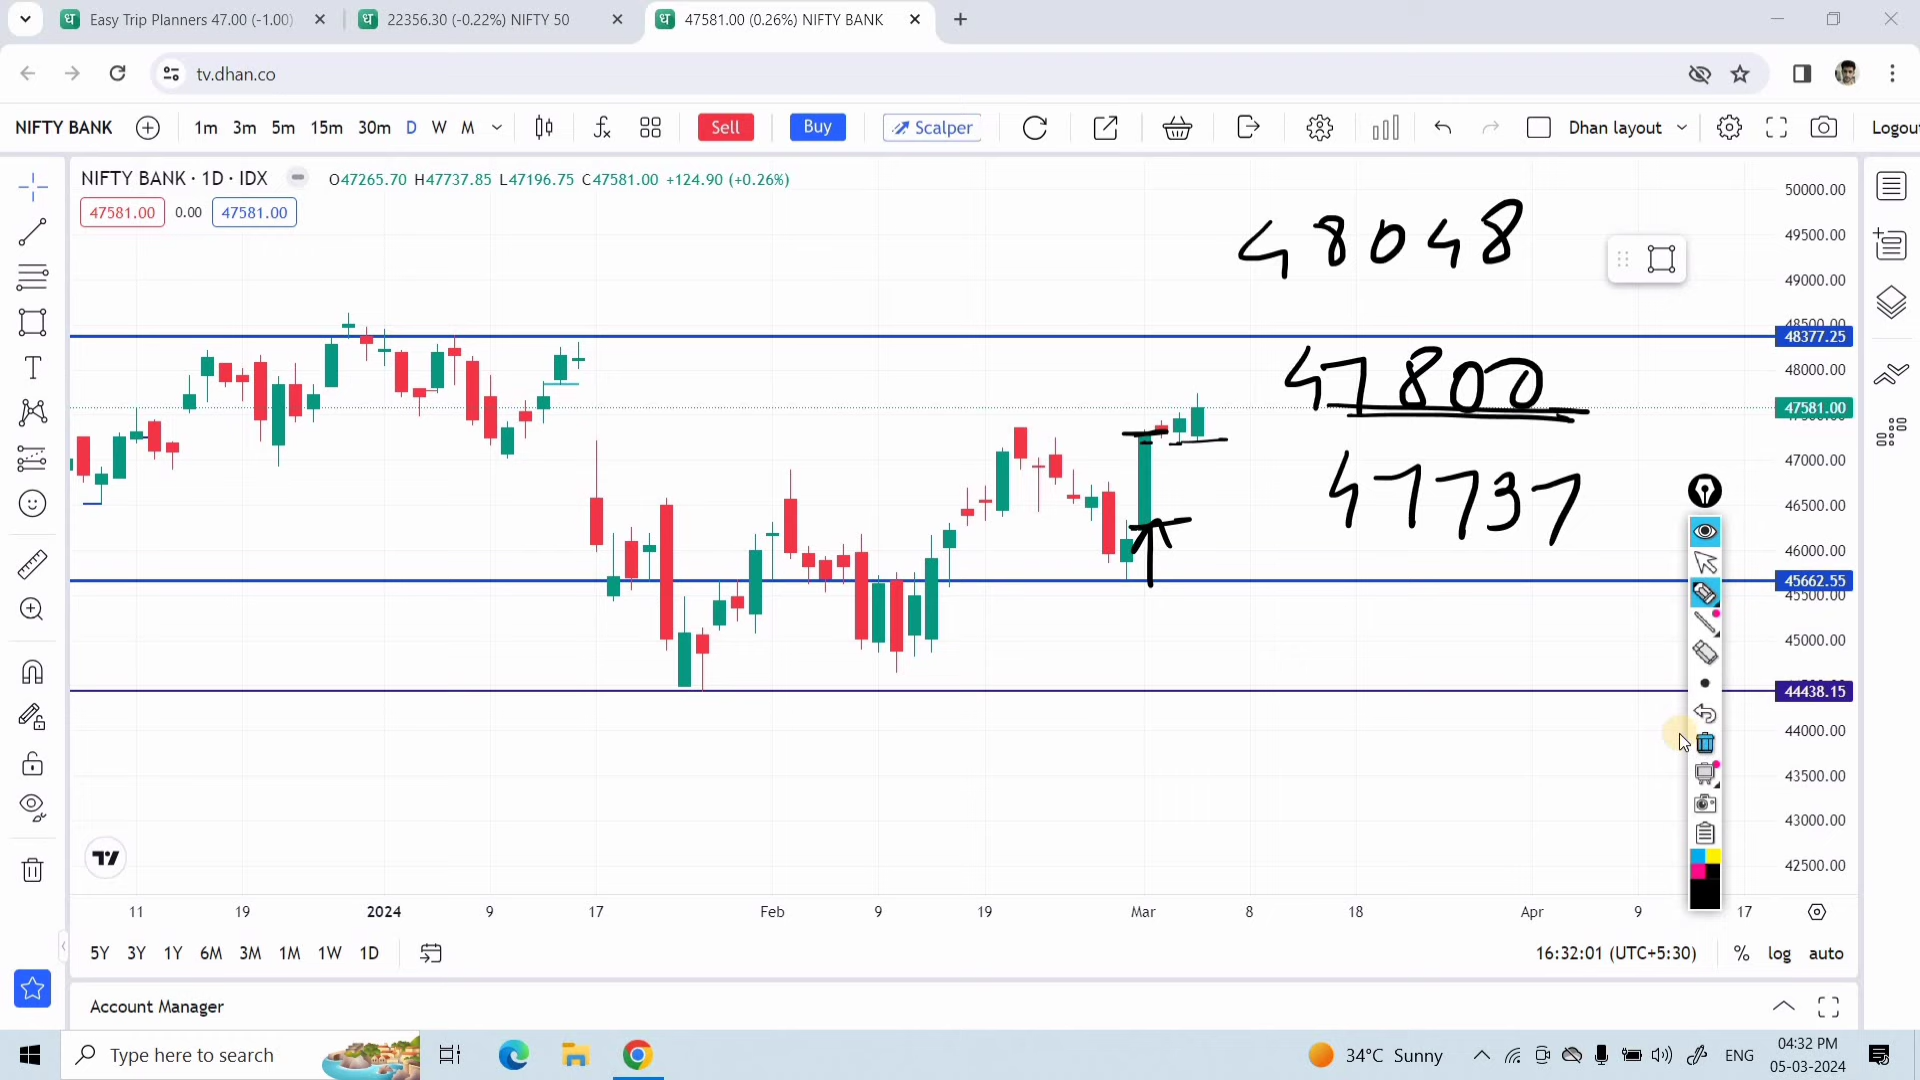 Easy Trip Planners 47.00 (-1.00)
22356.30 (-0.22%) NIFTY 50
47581.00 (0.26%) NIFTY BANK
tv.dhan.co
NIFTY BANK 1m 3m 5m 15m 30m D W M Sell Buy Scalper Dhan layout Logout
NIFTY BANK · 1D · IDX O47265.70 H47737.85 L47196.75 C47581.00 +124.90 (+0.26%)
47581.00 0.00 47581.00
48048
47800
47737
50000.00
49500.00
49000.00
48500.00
48377.25
48000.00
47581.00
47000.00
46500.00
46000.00
45662.55
45500.00
45000.00
44438.15
44000.00
43500.00
43000.00
42500.00
11 19 2024 9 17 Feb 9 19 Mar 8 18 Apr 9 17
5Y 3Y 1Y 6M 3M 1M 1W 1D 16:32:01 (UTC+5:30) % log auto
Account Manager
Type here to search 34°C Sunny ENG 04:32 PM
05-03-2024